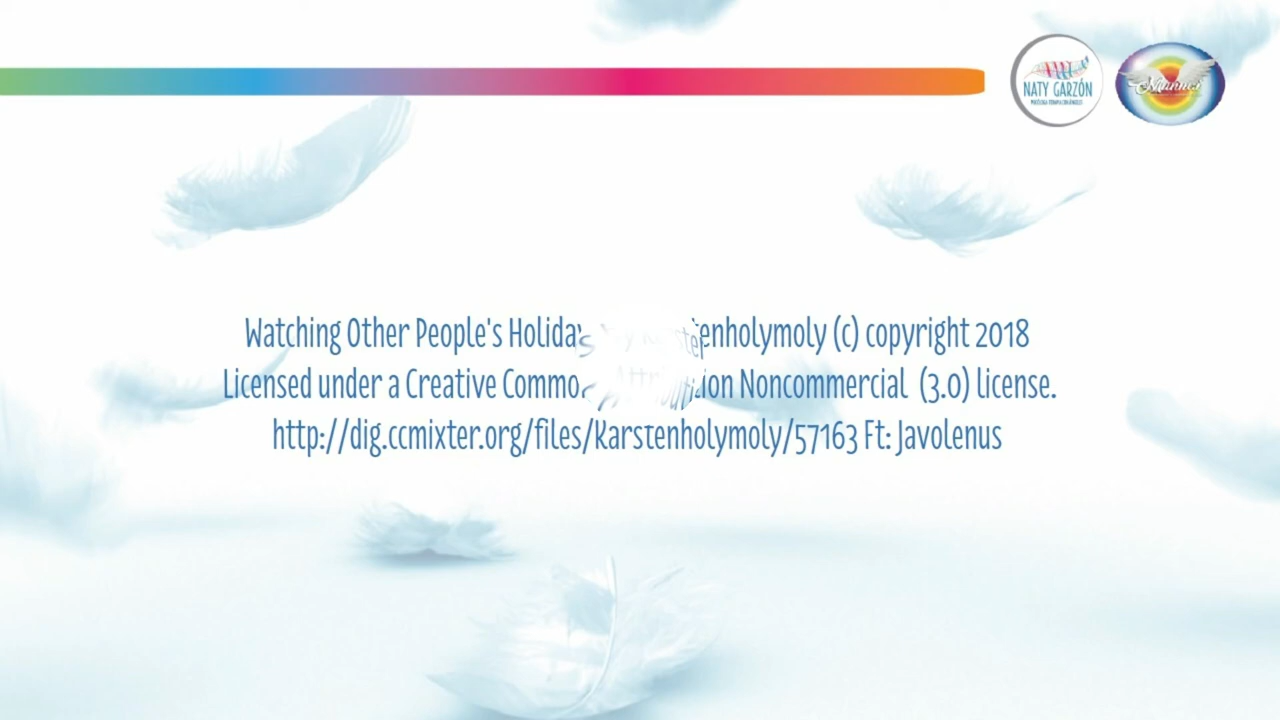 NATY GARZÓN
Watching Other People's Holiday enholymoly (c) copyright 2018
Licensed under a Creative Commo ion Noncommercial (3.0) license.
http://dig.ccmixter.org/files/Karstenholymoly/57163 Ft: Javolenus